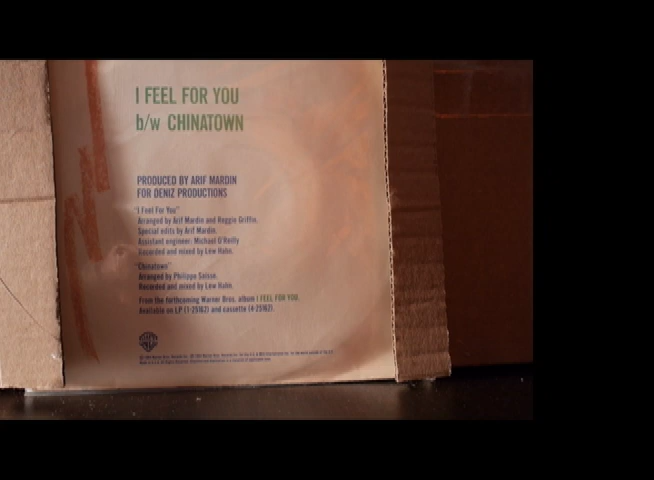 I FEEL FOR YOU
b/w CHINATOWN
PRODUCED BY ARIF MARDIN
FOR DENIZ PRODUCTIONS
"I Feel For You"
Arranged by Arif Mardin and Reggie Griffin.
Special edits by Arif Mardin.
Assistant engineer: Michael O'Reilly
Recorded and mixed by Lew Hahn.
"Chinatown"
Arranged by Philippe Saisse.
Recorded and mixed by Lew Hahn.
From the forthcoming Warner Bros. album I FEEL FOR YOU
Available on LP (1-25162) and cassette (4-25162).